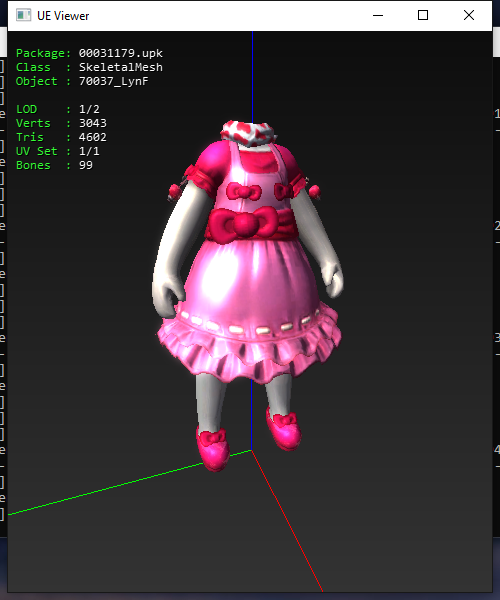 UE Viewer
Package: 00031179.upk
Class : SkeletalMesh
Object : 70037_LynF
LOD : 1/2
Verts : 3043
Tris : 4602
UV Set : 1/1
Bones : 99